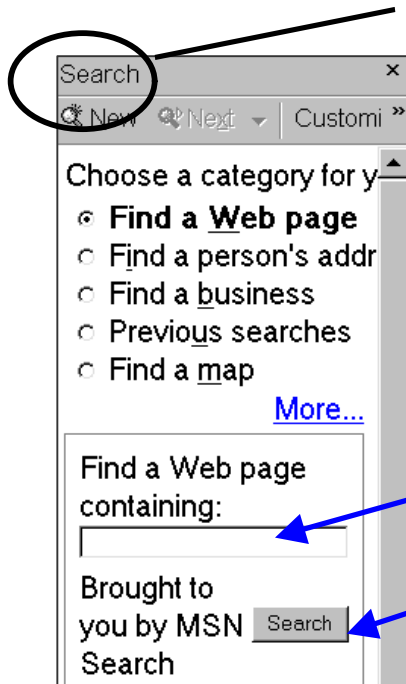 Search ×
New Next Customi »
Choose a category for y
Find a Web page
Find a person's addr
Find a business
Previous searches
Find a map
More...
Find a Web page
containing:
Brought to
you by MSN Search
Search